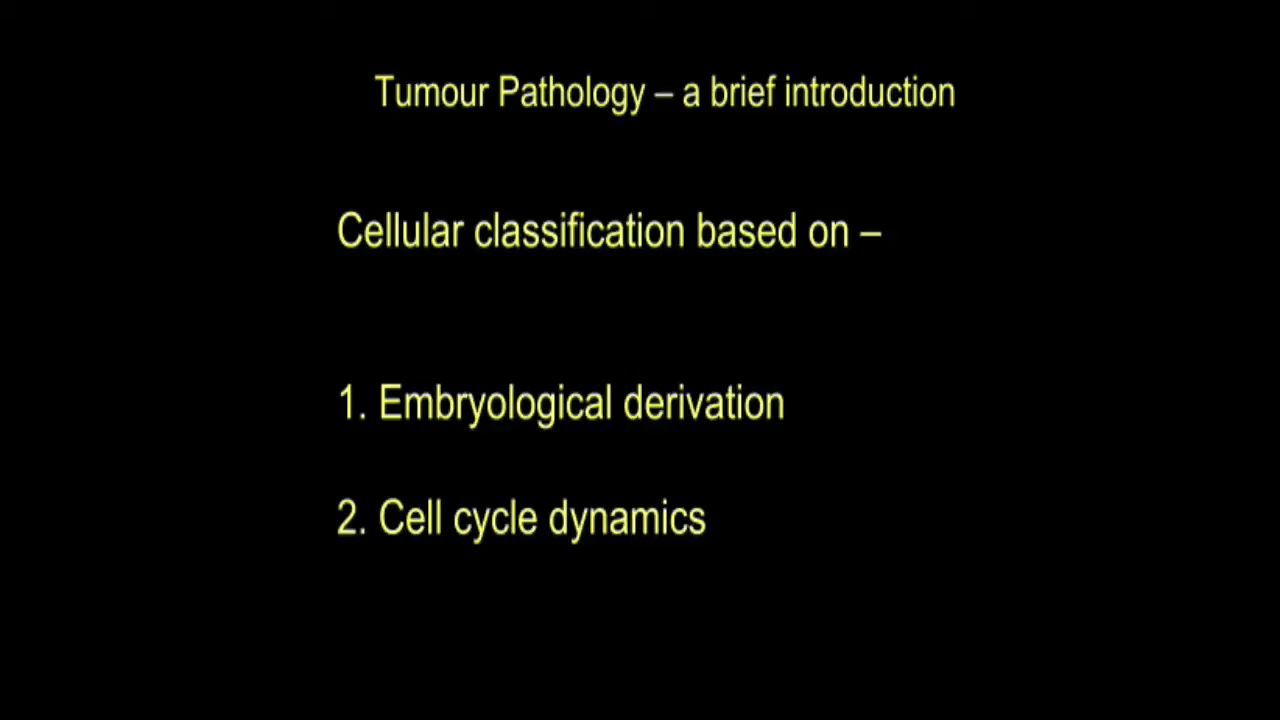 Tumour Pathology – a brief introduction
Cellular classification based on –
1. Embryological derivation
2. Cell cycle dynamics